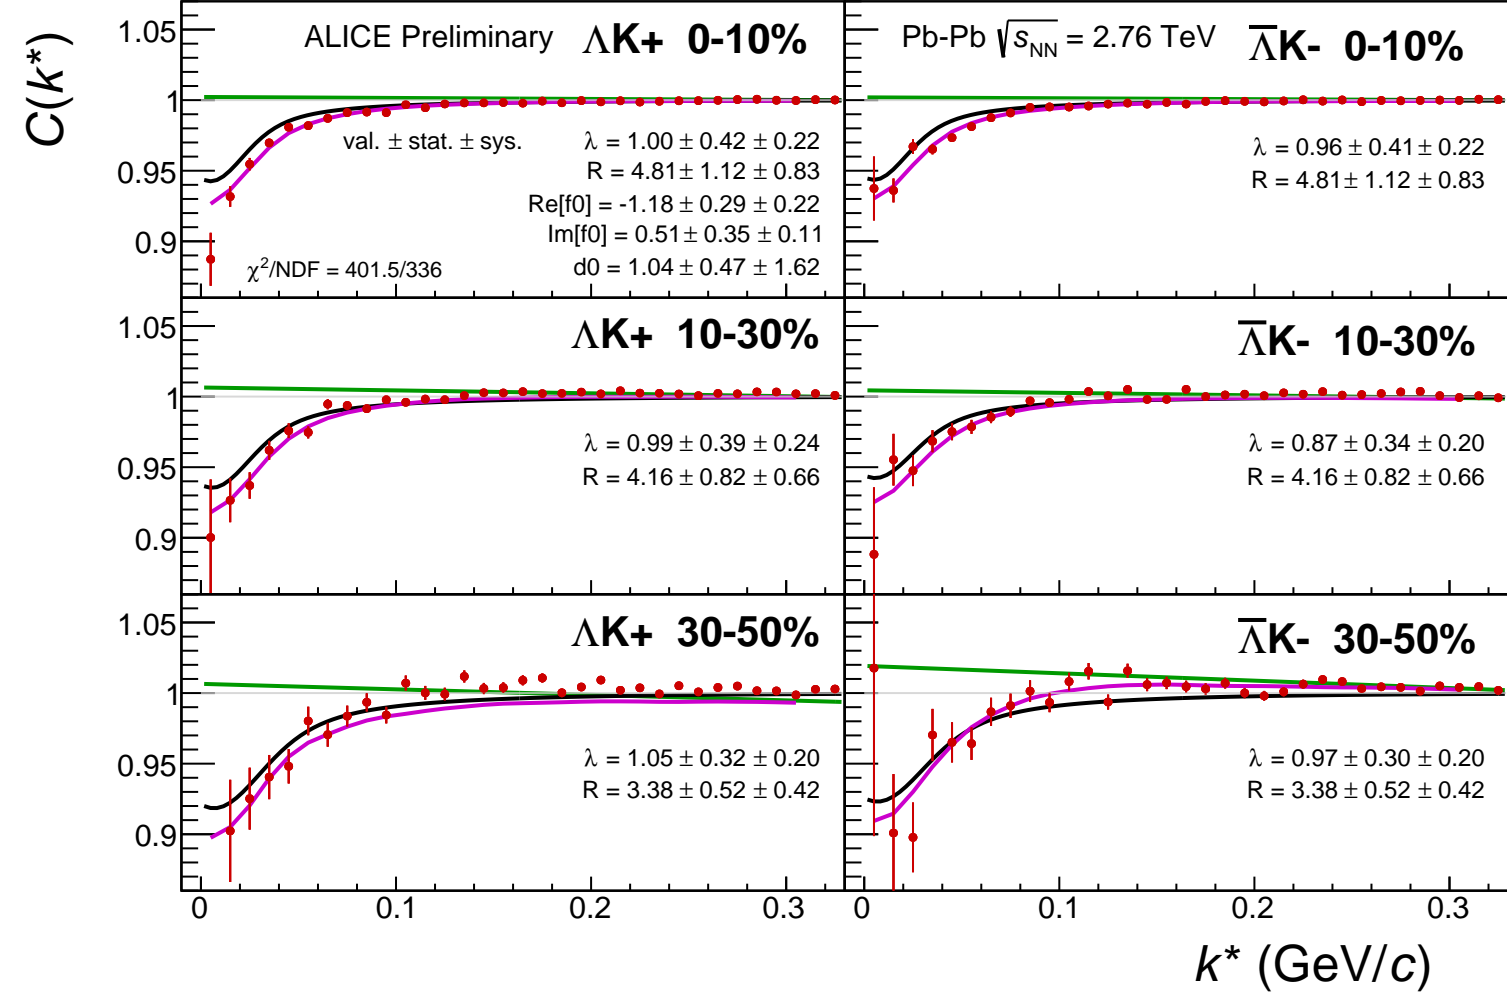 C(k*)
ALICE Preliminary ΛK+ 0-10%
val. ± stat. ± sys.
λ = 1.00 ± 0.42 ± 0.22
R = 4.81 ± 1.12 ± 0.83
Re[f0] = -1.18 ± 0.29 ± 0.22
Im[f0] = 0.51 ± 0.35 ± 0.11
d0 = 1.04 ± 0.47 ± 1.62
χ²/NDF = 401.5/336
1.05
1
0.95
0.9
Pb-Pb √sNN = 2.76 TeV Λ̅K- 0-10%
λ = 0.96 ± 0.41 ± 0.22
R = 4.81 ± 1.12 ± 0.83
ΛK+ 10-30%
λ = 0.99 ± 0.39 ± 0.24
R = 4.16 ± 0.82 ± 0.66
1.05
1
0.95
0.9
Λ̅K- 10-30%
λ = 0.87 ± 0.34 ± 0.20
R = 4.16 ± 0.82 ± 0.66
ΛK+ 30-50%
λ = 1.05 ± 0.32 ± 0.20
R = 3.38 ± 0.52 ± 0.42
1.05
1
0.95
0.9
Λ̅K- 30-50%
λ = 0.97 ± 0.30 ± 0.20
R = 3.38 ± 0.52 ± 0.42
0 0.1 0.2 0.3 0 0.1 0.2 0.3
k* (GeV/c)